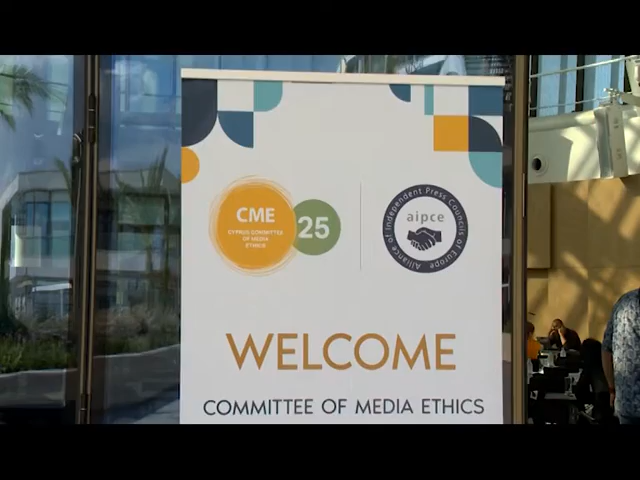 CME
CYPRUS COMMITTEE
OF MEDIA
ETHICS
25
aipce
Alliance of Independent Press Councils of Europe
WELCOME
COMMITTEE OF MEDIA ETHICS